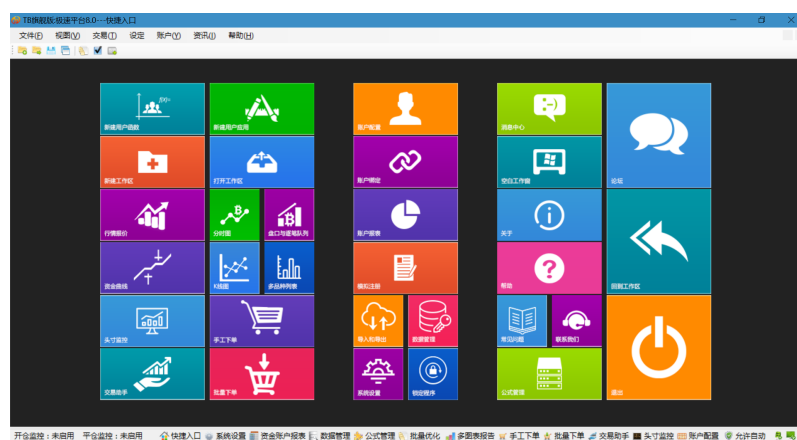 TB旗舰版:极速平台8.0---快捷入口
文件(F) 视图(V) 交易(T) 设定 账户(Y) 资讯(J) 帮助(H)
f(x)=
新建用户函数
新建用户应用
账户配置
消息中心
论坛
新建工作区
打开工作区
账户绑定
空白工作窗
行情报价
分时图
盘口与逐笔队列
账户报表
关于
资金曲线
K线图
多品种列表
模拟注册
帮助
回到工作区
头寸监控
手工下单
导入和导出
数据管理
常见问题
联系我们
交易助手
批量下单
系统设置
锁定程序
公式管理
退出
开仓监控:未启用 平仓监控:未启用 快捷入口 系统设置 资金账户报表 数据管理 公式管理 批量优化 多图表报告 手工下单 批量下单 交易助手 头寸监控 账户配置 允许自动